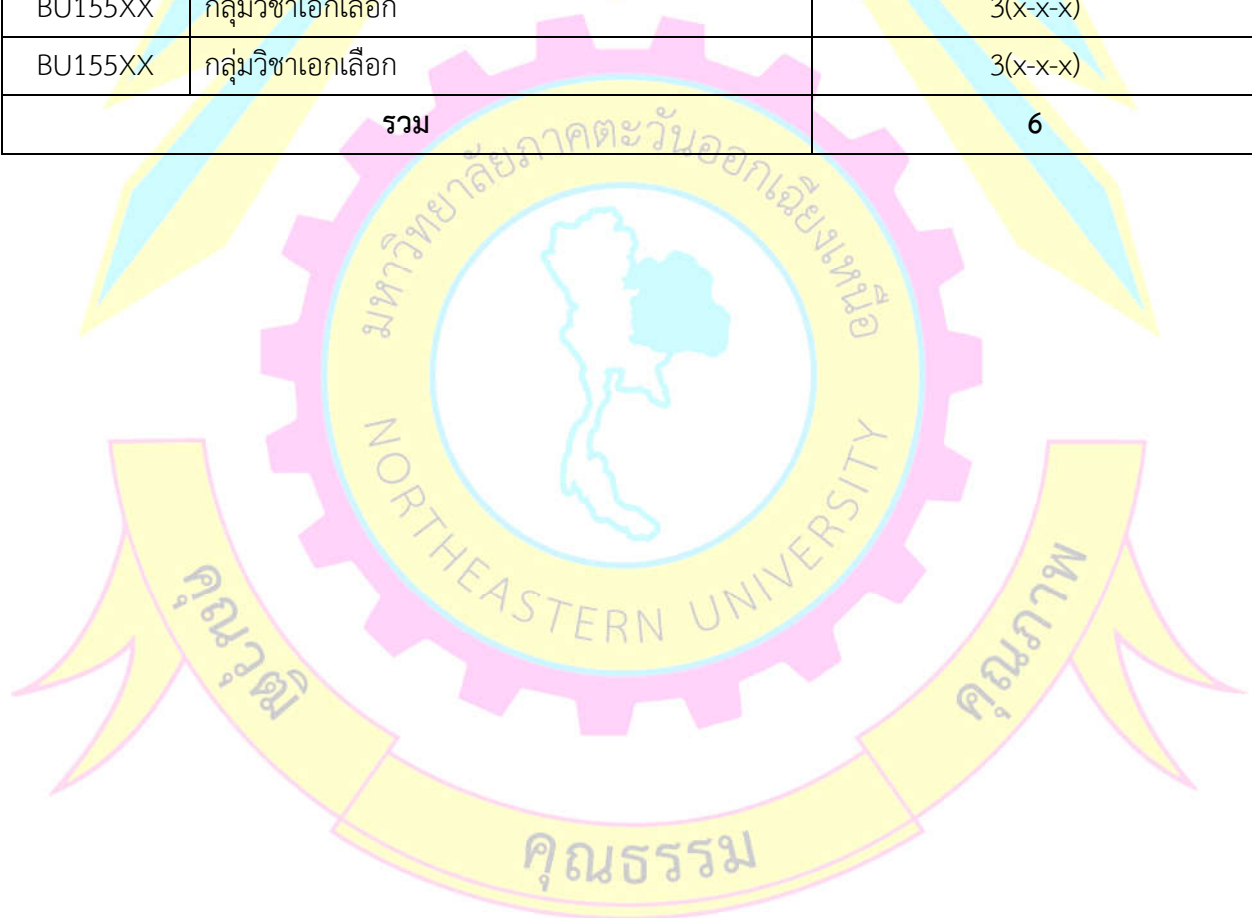 BU155XX กลุ่มวิชาเอกเลือก 3(x-x-x)
BU155XX กลุ่มวิชาเอกเลือก 3(x-x-x)
รวม 6
มหาวิทยาลัยภาคตะวันออกเฉียงเหนือ
NORTHEASTERN UNIVERSITY
คุณวุฒิ
คุณธรรม
คุณภาพ